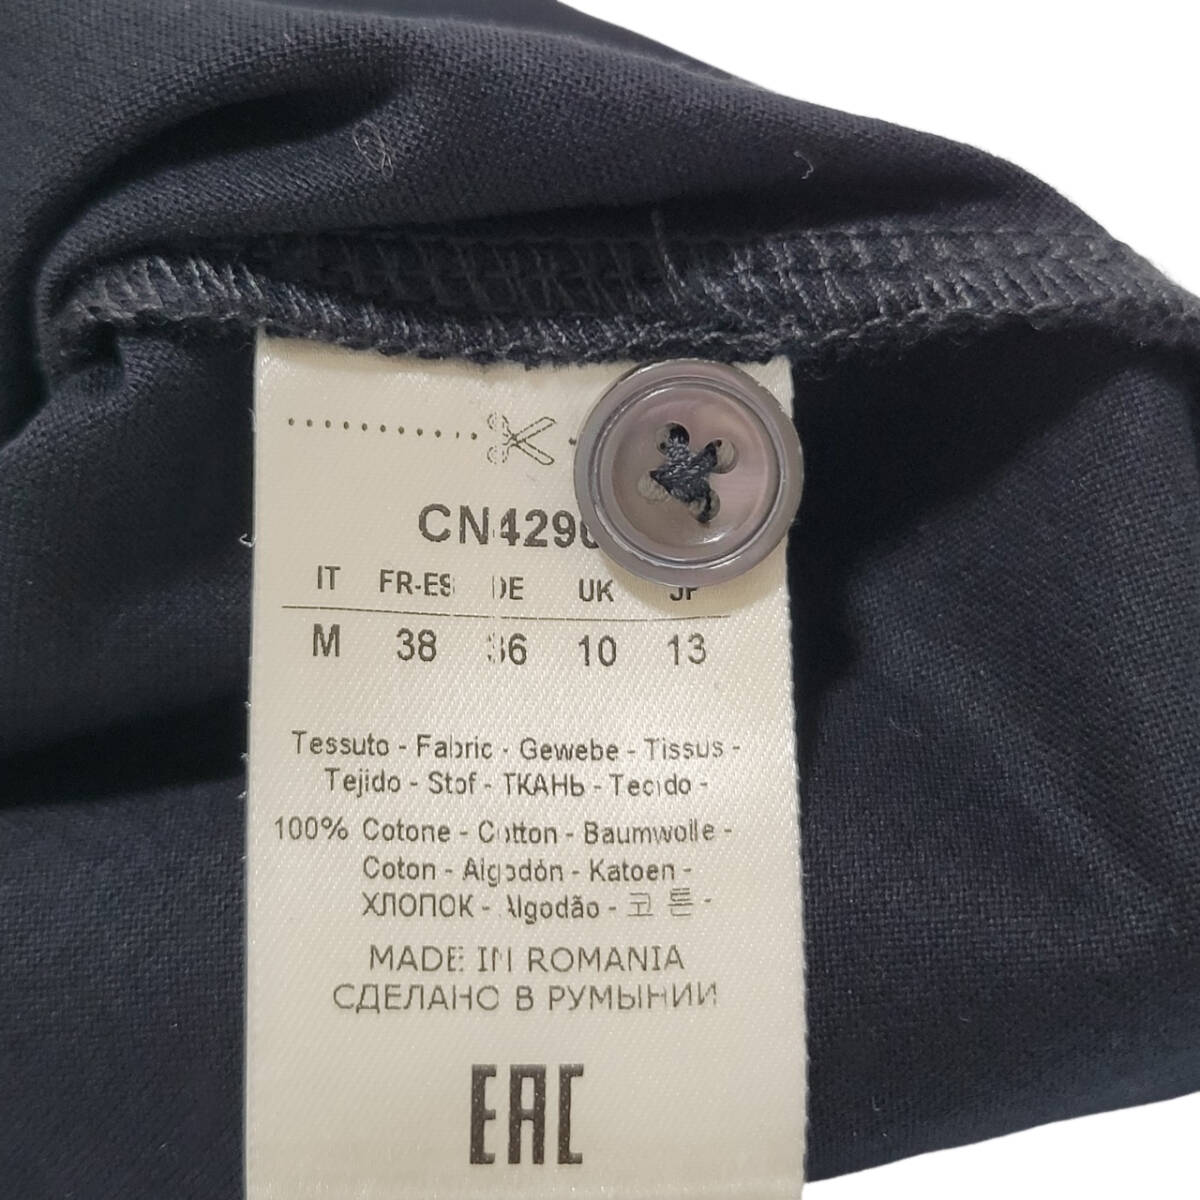 IT FR-ES DE UK JP
M 38 36 10 13
Tessuto - Fabric - Gewebe - Tissus -
Tejido - Stof - ТКАНЬ - Tecido -
100% Cotone - Cotton - Baumwolle -
Coton - Algodón - Katoen -
ХЛОПОК - Algodão - 코튼 -
MADE IN ROMANIA
СДЕЛАНО В РУМЫНИИ
EAC